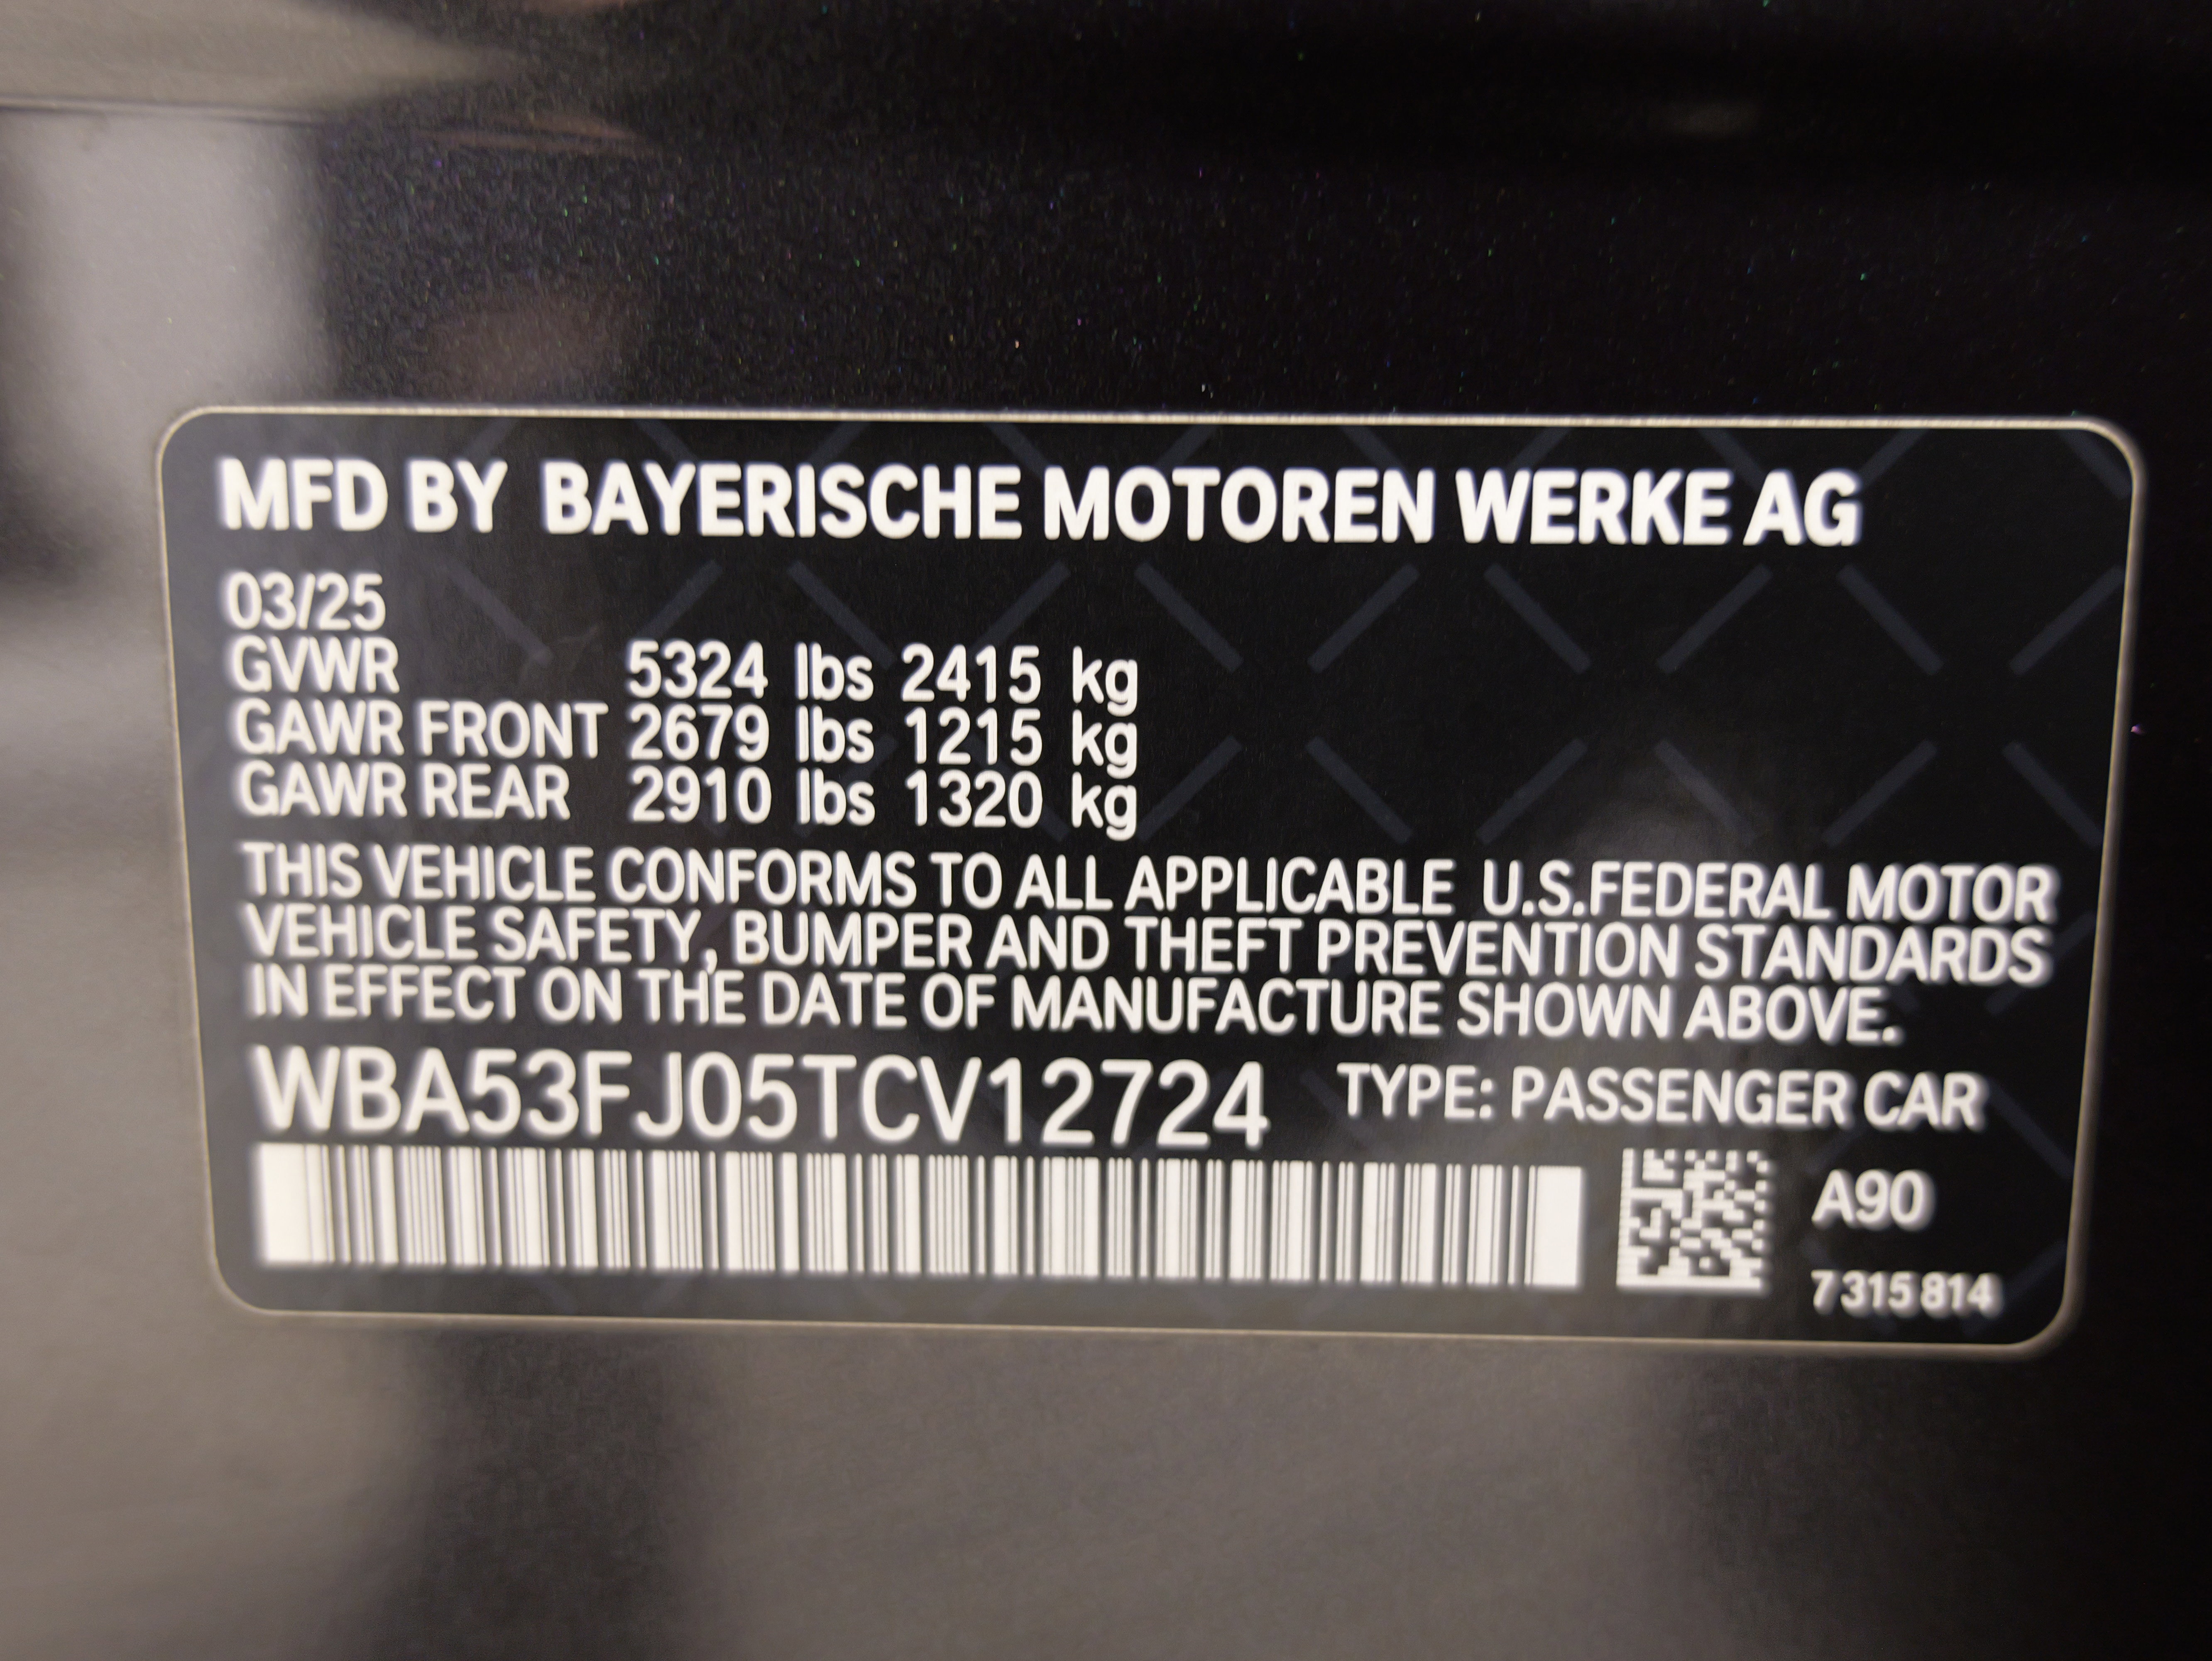 MFD BY BAYERISCHE MOTOREN WERKE AG
03/25
GVWR 5324 lbs 2415 kg
GAWR FRONT 2679 lbs 1215 kg
GAWR REAR 2910 lbs 1320 kg
THIS VEHICLE CONFORMS TO ALL APPLICABLE U.S.FEDERAL MOTOR
VEHICLE SAFETY, BUMPER AND THEFT PREVENTION STANDARDS
IN EFFECT ON THE DATE OF MANUFACTURE SHOWN ABOVE.
WBA53FJ05TCV12724 TYPE: PASSENGER CAR
A90
7 315 814